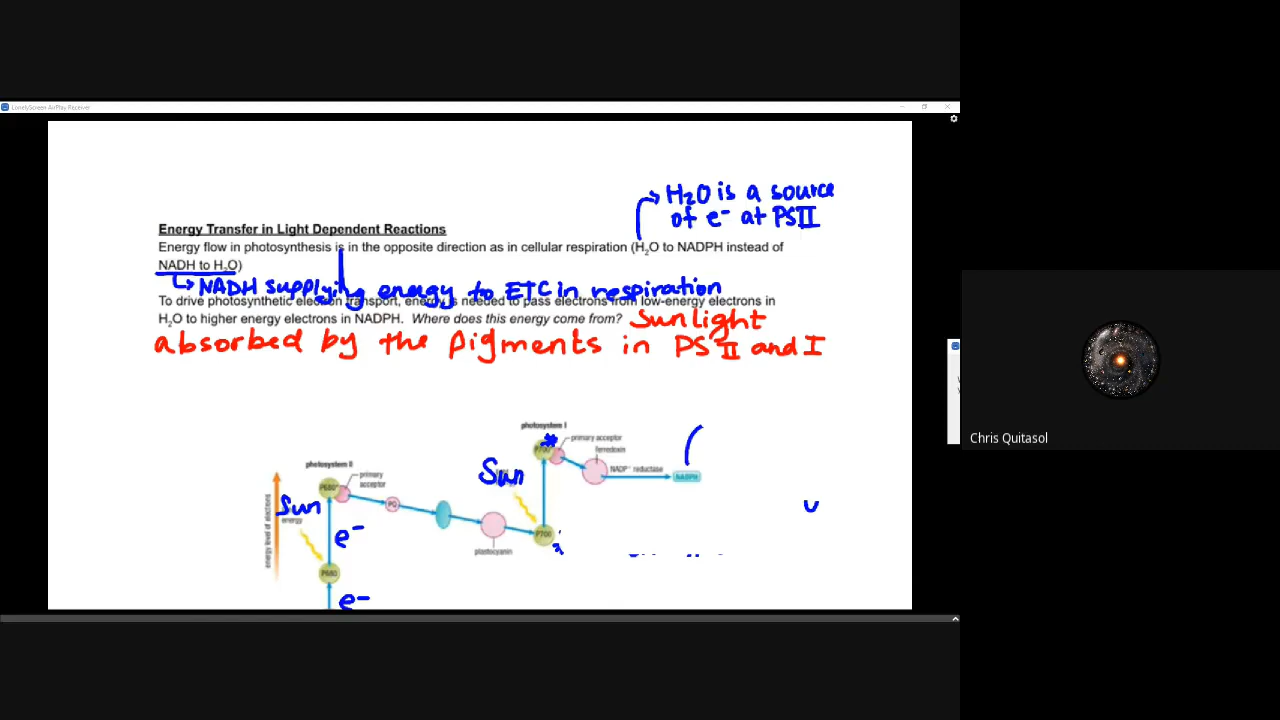 LonelyScreen AirPlay Receiver
H₂O is a source
of e⁻ at PSII
Energy Transfer in Light Dependent Reactions
Energy flow in photosynthesis is in the opposite direction as in cellular respiration (H₂O to NADPH instead of
NADH to H₂O)
NADH supplying energy to ETC in respiration
To drive photosynthetic electron transport, energy is needed to pass electrons from low-energy electrons in
H₂O to higher energy electrons in NADPH. Where does this energy come from? Sunlight
absorbed by the pigments in PS II and I
photosystem I
P700*
primary acceptor
ferredoxin
NADP⁺ reductase
NADPH
Sun
photosystem II
P680*
primary
acceptor
PQ
Sun
energy
energy level of electrons
e⁻
plastocyanin
P700
P680
e⁻
Chris Quitasol